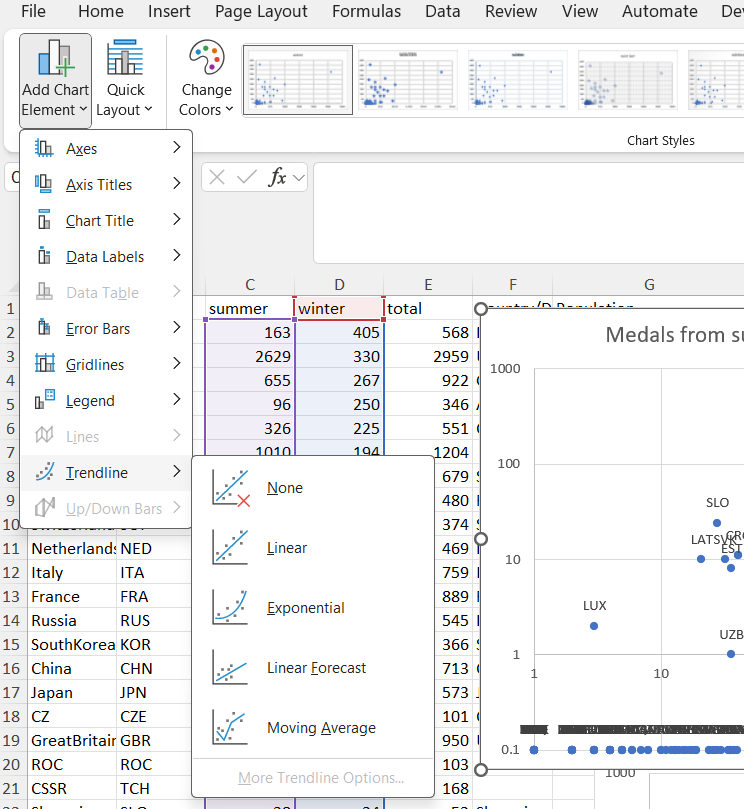 File Home Insert Page Layout Formulas Data Review View Automate
Add Chart Element
Quick Layout
Change Colors
Chart Styles
Axes
Axis Titles
Chart Title
Data Labels
Data Table
Error Bars
Gridlines
Legend
Lines
Trendline
Up/Down Bars
None
Linear
Exponential
Linear Forecast
Moving Average
More Trendline Options...
fx
C D E F G
1 summer winter total
2 163 405 568
3 2629 330 2959
4 655 267 922
5 96 250 346
6 326 225 551
7 1010 194 1204
8 679
9 480
10 374
11 Netherlands NED 469
12 Italy ITA 759
13 France FRA 889
14 Russia RUS 545
15 SouthKorea KOR 366
16 China CHN 713
17 Japan JPN 573
18 CZ CZE 101
19 GreatBritain GBR 950
20 ROC ROC 103
21 CSSR TCH 168
Medals from
1000
100
10
1
0.1
1 10
SLO
LAT
EST
LUX
UZB
1000